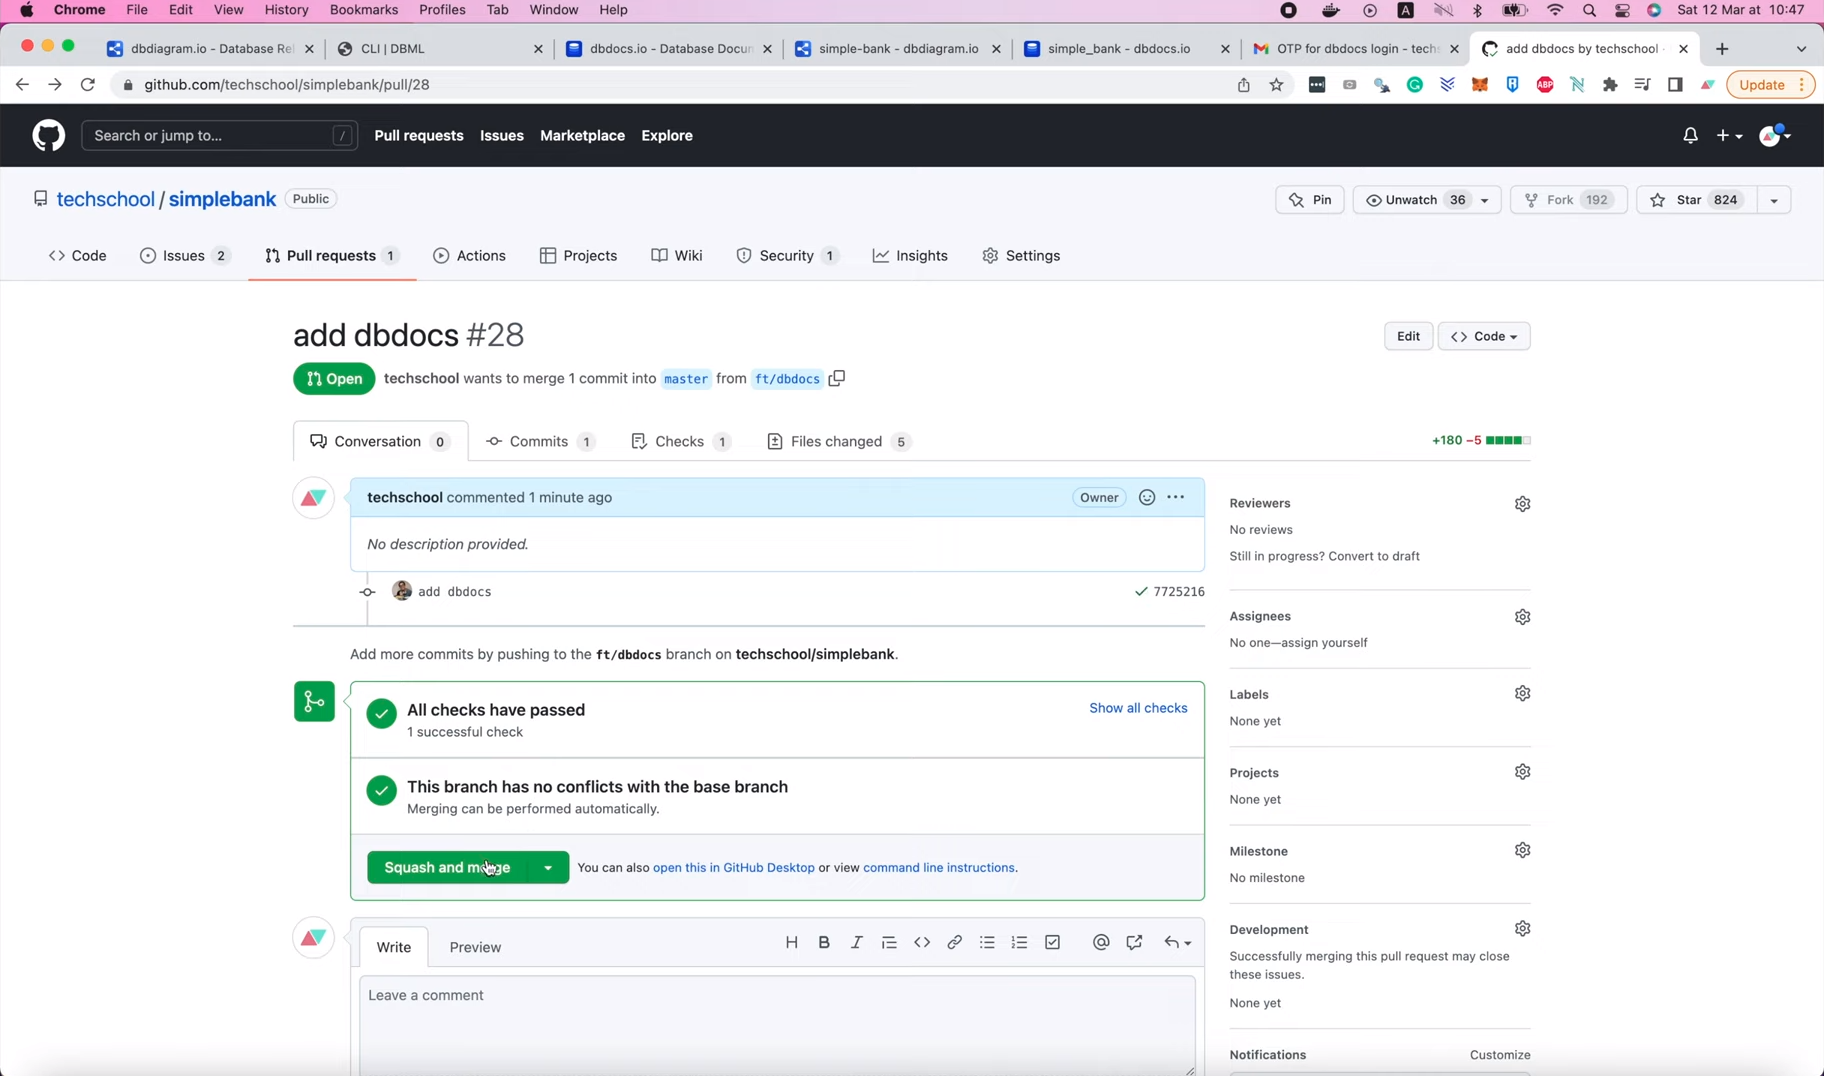 Chrome File Edit View History Bookmarks Profiles Tab Window Help A Sat 12 Mar at 10:47
dbdiagram.io - Database Rel CLI | DBML dbdocs.io - Database Docun simple-bank - dbdiagram.io simple_bank - dbdocs.io OTP for dbdocs login - techs add dbdocs by techschool
github.com/techschool/simplebank/pull/28 ABP Update
Search or jump to... / Pull requests Issues Marketplace Explore
techschool / simplebank Public Pin Unwatch 36 Fork 192 Star 824
Code Issues 2 Pull requests 1 Actions Projects Wiki Security 1 Insights Settings
add dbdocs #28 Edit Code
Open techschool wants to merge 1 commit into master from ft/dbdocs
Conversation 0 Commits 1 Checks 1 Files changed 5 +180 −5
techschool commented 1 minute ago Owner
No description provided.
add dbdocs 7725216
Add more commits by pushing to the ft/dbdocs branch on techschool/simplebank.
All checks have passed Show all checks
1 successful check
This branch has no conflicts with the base branch
Merging can be performed automatically.
Squash and merge You can also open this in GitHub Desktop or view command line instructions.
Write Preview H B I @
Leave a comment
Reviewers
No reviews
Still in progress? Convert to draft
Assignees
No one—assign yourself
Labels
None yet
Projects
None yet
Milestone
No milestone
Development
Successfully merging this pull request may close
these issues.
None yet
Notifications Customize